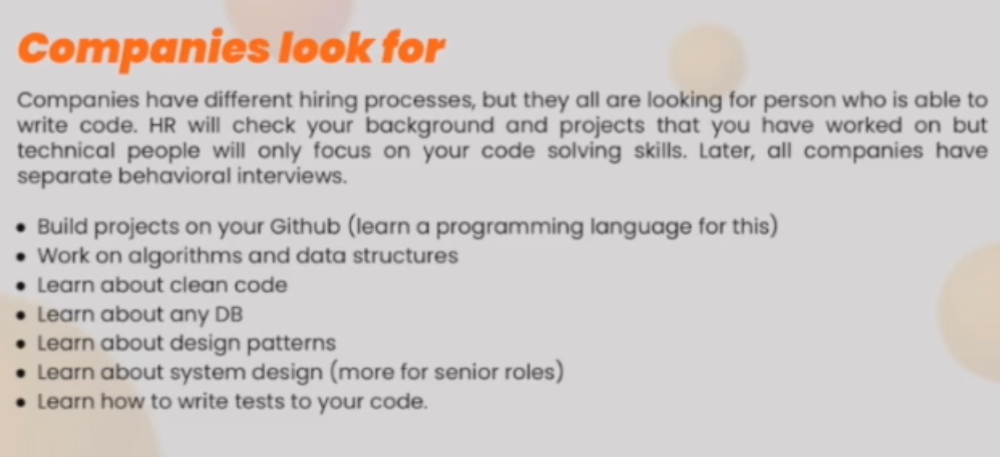 Companies look for
Companies have different hiring processes, but they all are looking for person who is able to
write code. HR will check your background and projects that you have worked on but
technical people will only focus on your code solving skills. Later, all companies have
separate behavioral interviews.
• Build projects on your Github (learn a programming language for this)
• Work on algorithms and data structures
• Learn about clean code
• Learn about any DB
• Learn about design patterns
• Learn about system design (more for senior roles)
• Learn how to write tests to your code.